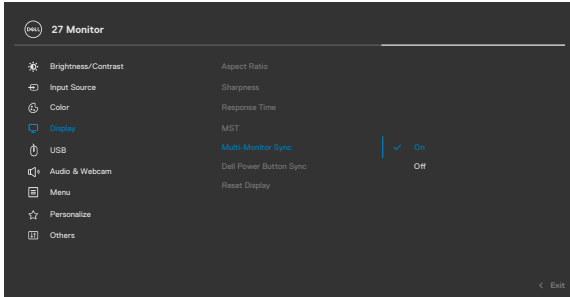 DELL 27 Monitor
Brightness/Contrast
Input Source
Color
Display
USB
Audio & Webcam
Menu
Personalize
Others
Aspect Ratio
Sharpness
Response Time
MST
Multi-Monitor Sync
Dell Power Button Sync
Reset Display
On
Off
Exit